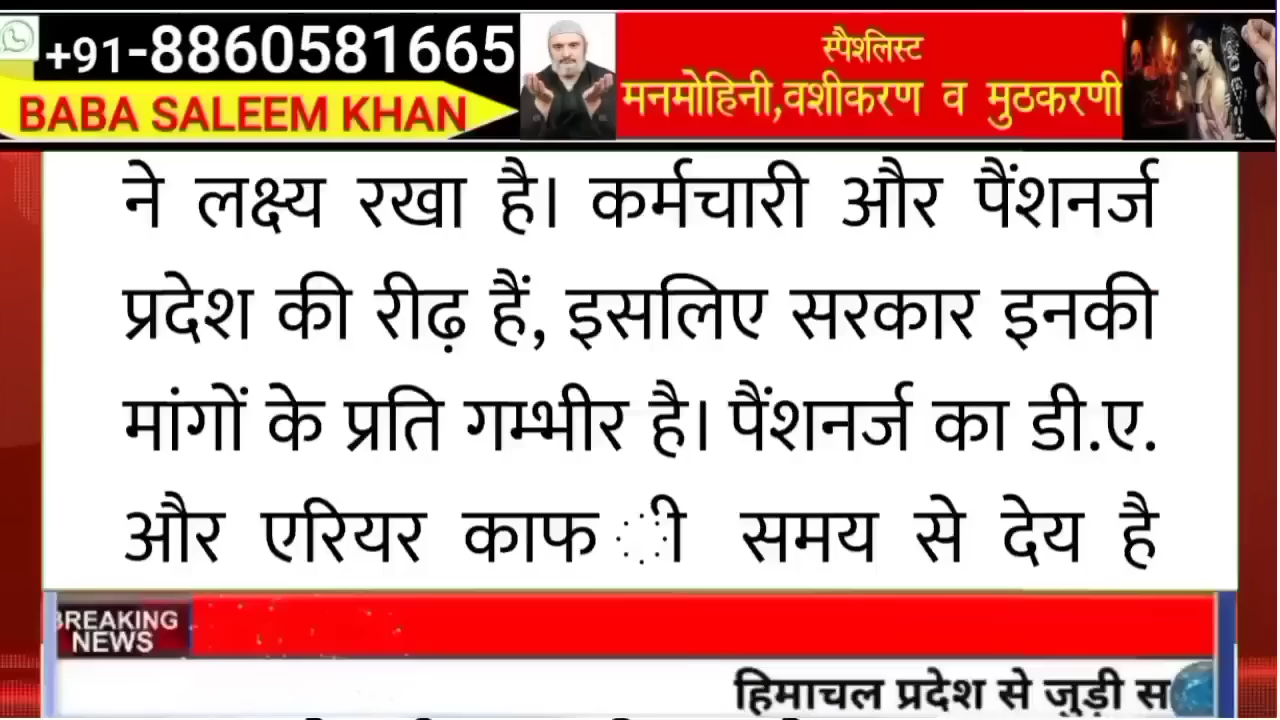 +91-8860581665
BABA SALEEM KHAN
स्पैश्लिस्ट
मनमोहिनी,वशीकरण व मुठकरणी
ने लक्ष्य रखा है। कर्मचारी और पैंशनर्ज
प्रदेश की रीढ़ हैं, इसलिए सरकार इनकी
मांगों के प्रति गम्भीर है। पैंशनर्ज का डी.ए.
और एरियर काफ ी समय से देय है
BREAKING
NEWS
हिमाचल प्रदेश से जुड़ी स